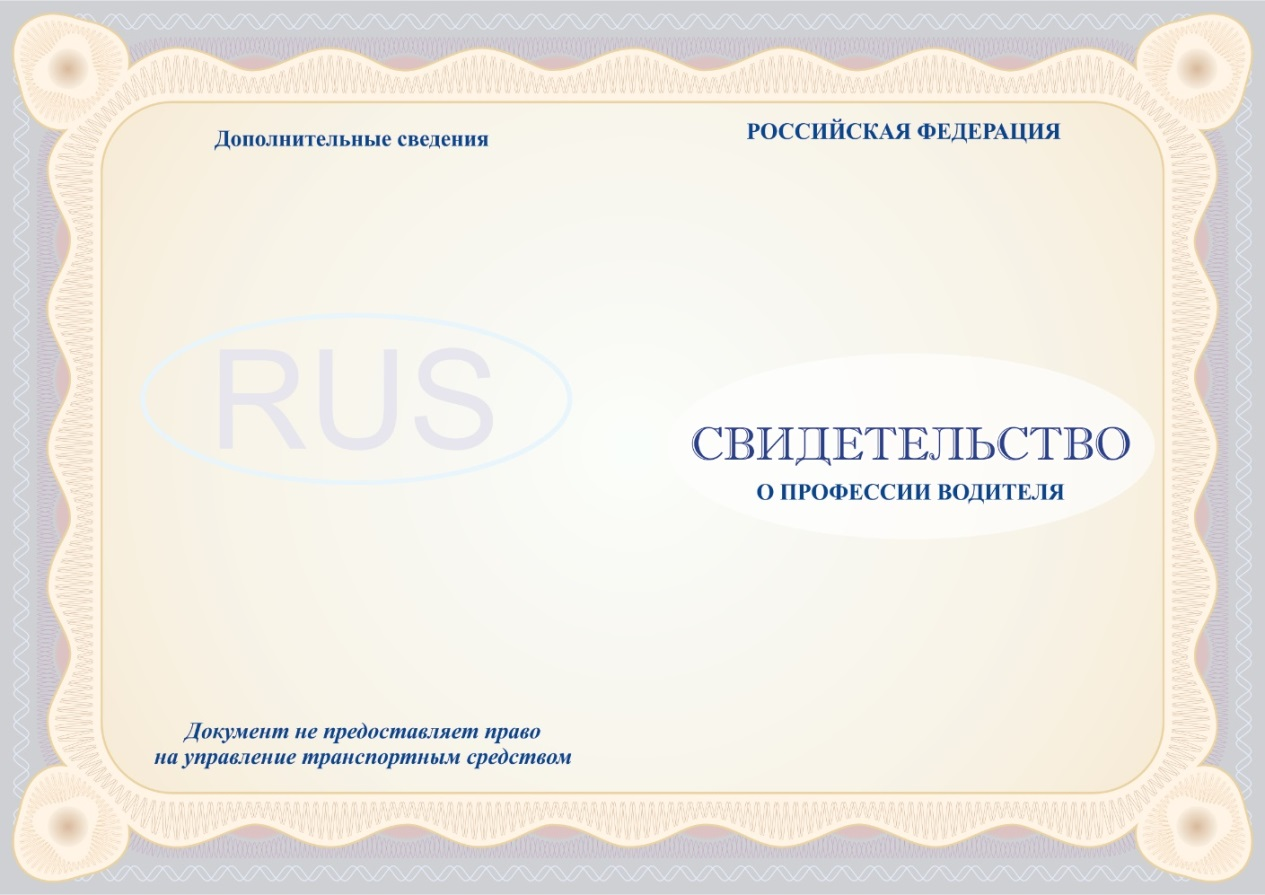 Дополнительные сведения
RUS
Документ не предоставляет право
на управление транспортным средством
РОССИЙСКАЯ ФЕДЕРАЦИЯ
СВИДЕТЕЛЬСТВО
О ПРОФЕССИИ ВОДИТЕЛЯ